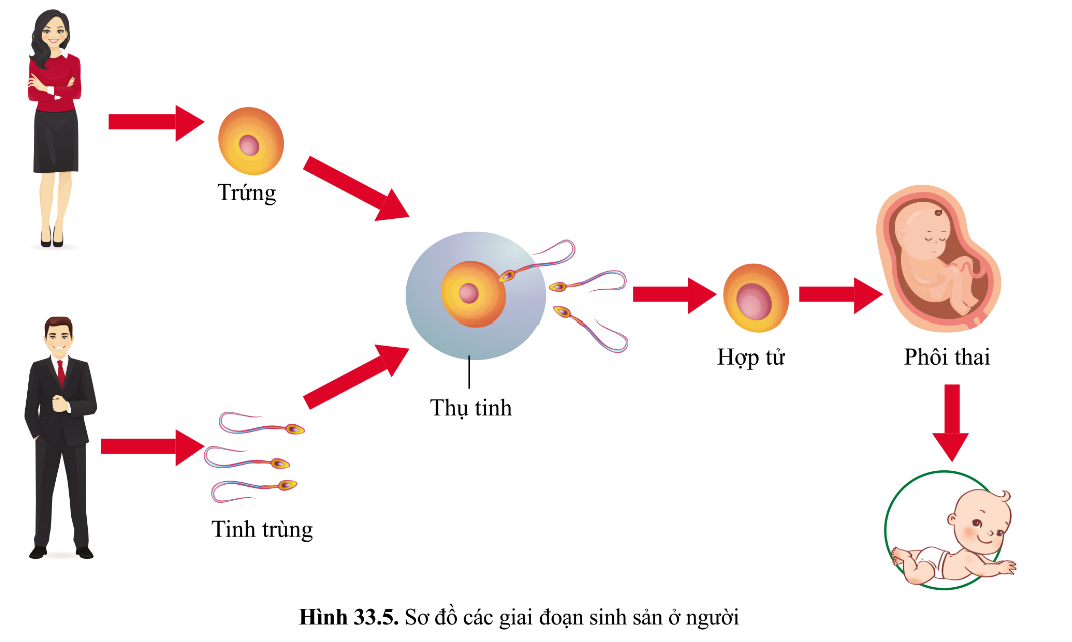 Trứng
Thụ tinh
Hợp tử
Phôi thai
Tinh trùng
Hình 33.5. Sơ đồ các giai đoạn sinh sản ở người